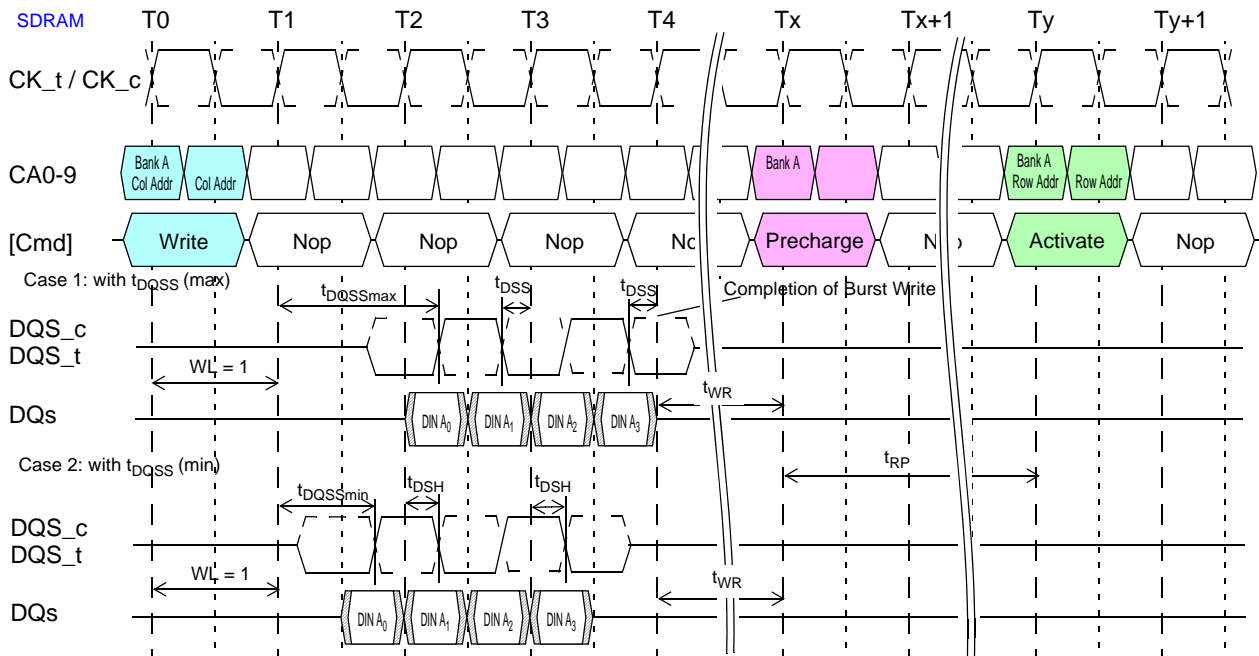 SDRAM T0 T1 T2 T3 T4 Tx Tx+1 Ty Ty+1
CK_t / CK_c
CA0-9
Bank A
Col Addr
Col Addr
Bank A
Bank A
Row Addr
Row Addr
[Cmd] Write Nop Nop Nop Precharge Activate Nop
Case 1: with tDQSS (max)
tDQSSmax tDSS tDSS Completion of Burst Write
DQS_c
DQS_t
WL = 1
tWR
DQs DIN A0 DIN A1 DIN A2 DIN A3
Case 2: with tDQSS (min)
tRP
tDQSSmin tDSH tDSH
DQS_c
DQS_t
WL = 1
tWR
DQs DIN A0 DIN A1 DIN A2 DIN A3